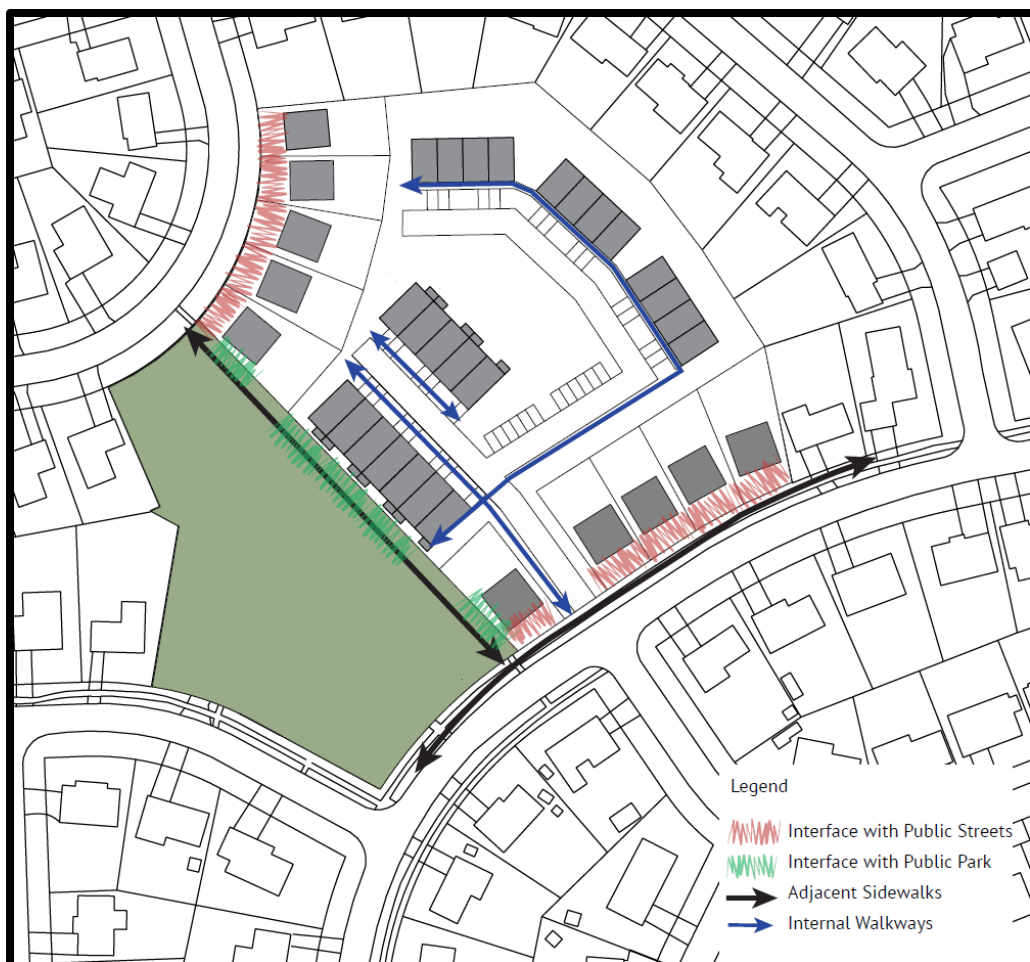 Legend
Interface with Public Streets
Interface with Public Park
Adjacent Sidewalks
Internal Walkways